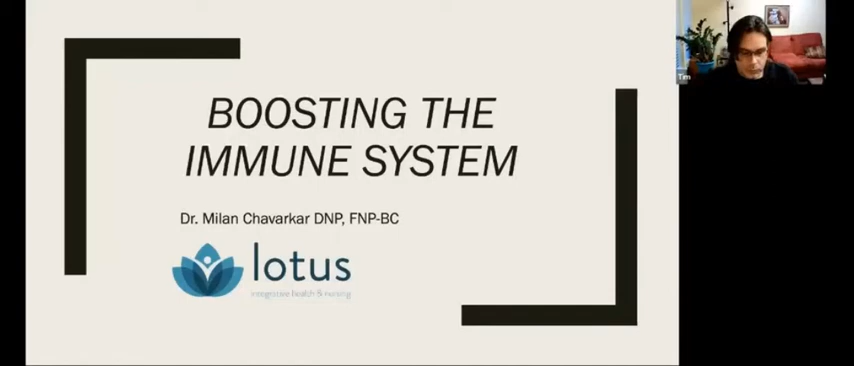 BOOSTING THE
IMMUNE SYSTEM
Dr. Milan Chavarkar DNP, FNP-BC
lotus
integrative health & nursing
Tim